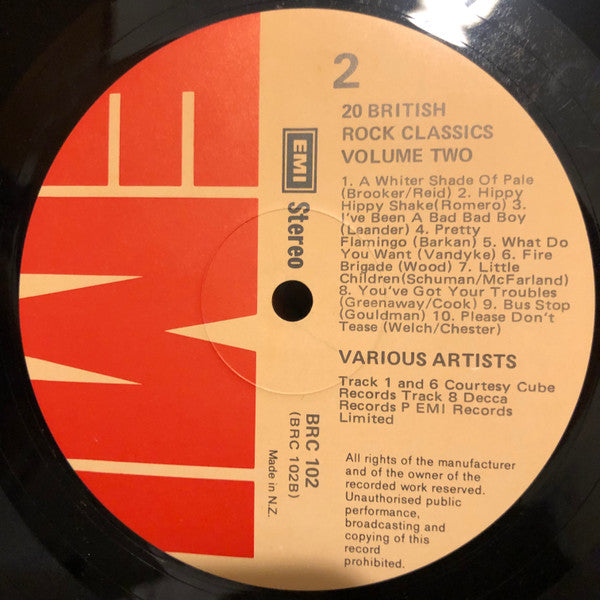 2
20 BRITISH
ROCK CLASSICS
VOLUME TWO
1. A Whiter Shade Of Pale
(Brooker/Reid) 2. Hippy
Hippy Shake(Romero) 3.
I've Been A Bad Bad Boy
(Leander) 4. Pretty
Flamingo (Barkan) 5. What Do
You Want (Vandyke) 6. Fire
Brigade (Wood) 7. Little
Children(Schuman/McFarland)
8. You've Got Your Troubles
(Greenaway/Cook) 9. Bus Stop
(Gouldman) 10. Please Don't
Tease (Welch/Chester)
VARIOUS ARTISTS
Track 1 and 6 Courtesy Cube
Records Track 8 Decca
Records P EMI Records
Limited
All rights of the manufacturer
and of the owner of the
recorded work reserved.
Unauthorised public
performance,
broadcasting and
copying of this
record
prohibited.
EMI Stereo
BRC 102
(BRC 102B)
Made in N.Z.
EMI